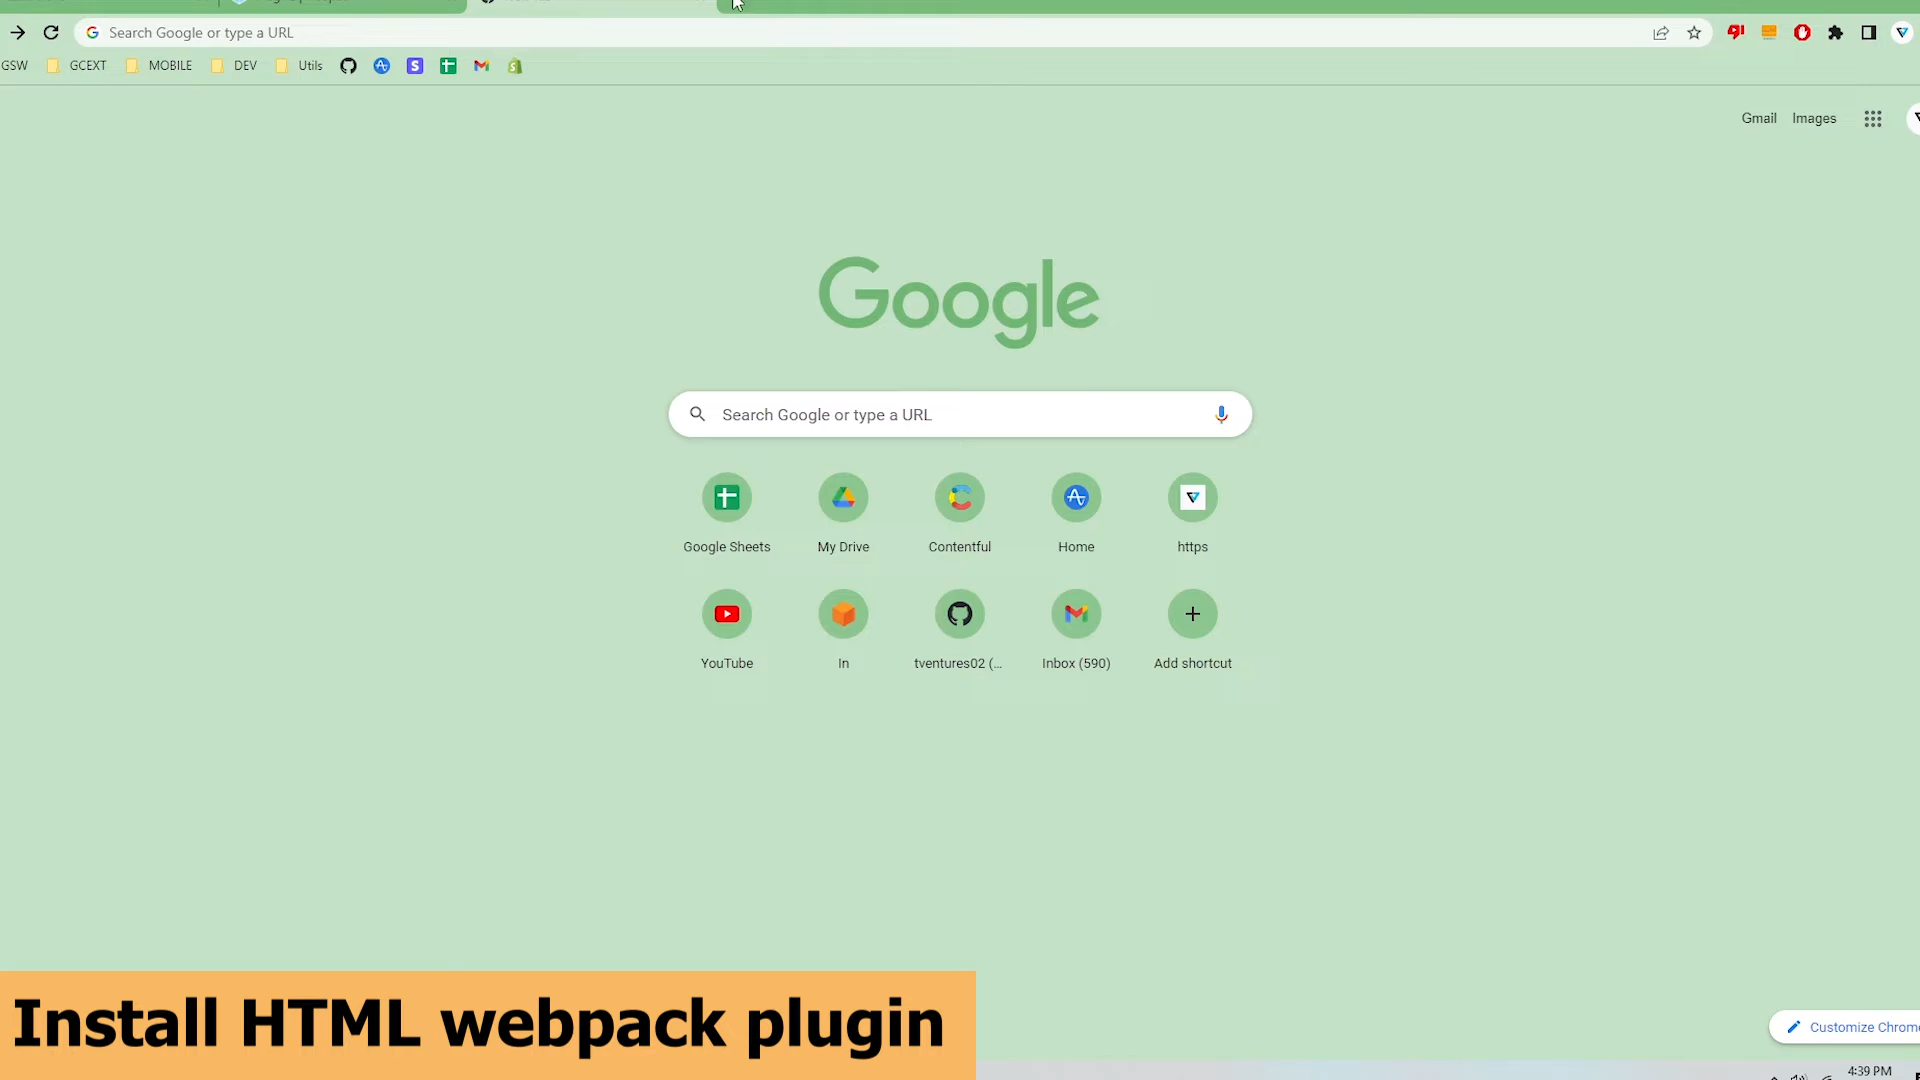 Search Google or type a URL
GSW GCEXT MOBILE DEV Utils
Gmail Images
Google
Search Google or type a URL
Google Sheets My Drive Contentful Home https
YouTube In tventures02 (... Inbox (590) Add shortcut
Install HTML webpack plugin
Customize Chrome
4:39 PM